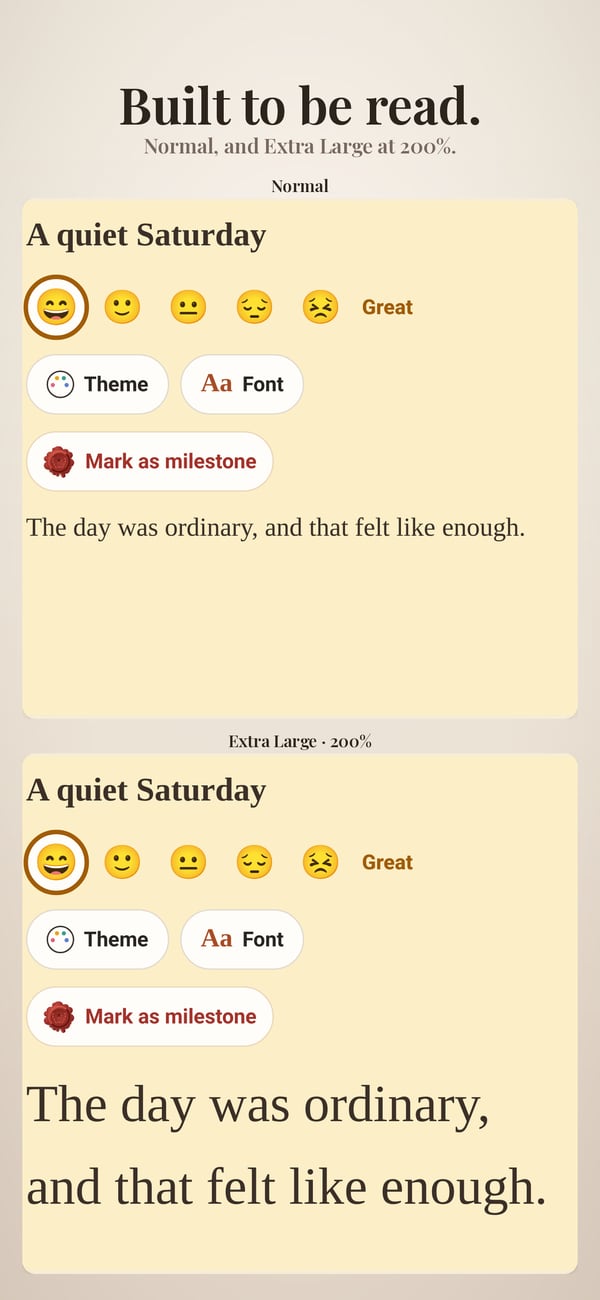 Built to be read.
Normal, and Extra Large at 200%.
Normal
A quiet Saturday
Great
Theme
Aa Font
Mark as milestone
The day was ordinary, and that felt like enough.
Extra Large · 200%
A quiet Saturday
Great
Theme
Aa Font
Mark as milestone
The day was ordinary,
and that felt like enough.